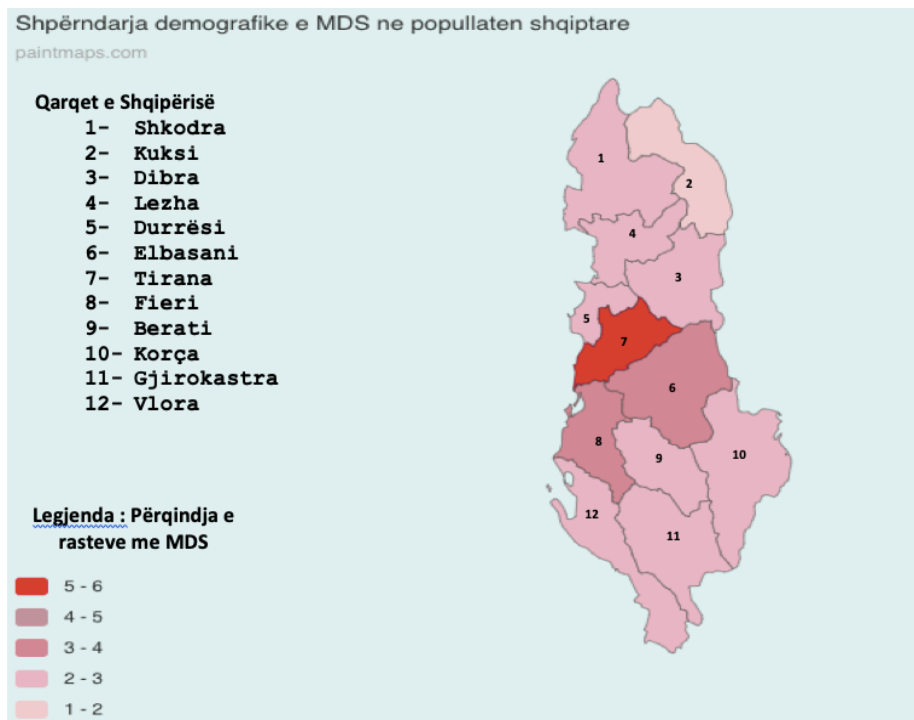 Shpërndarja demografike e MDS ne popullaten shqiptare
paintmaps.com
Qarqet e Shqipërisë
1- Shkodra
2- Kuksi
3- Dibra
4- Lezha
5- Durrësi
6- Elbasani
7- Tirana
8- Fieri
9- Berati
10- Korça
11- Gjirokastra
12- Vlora
Legjenda : Përqindja e
rasteve me MDS
5 - 6
4 - 5
3 - 4
2 - 3
1 - 2
1
2
4
3
5
7
6
8
9
10
12
11